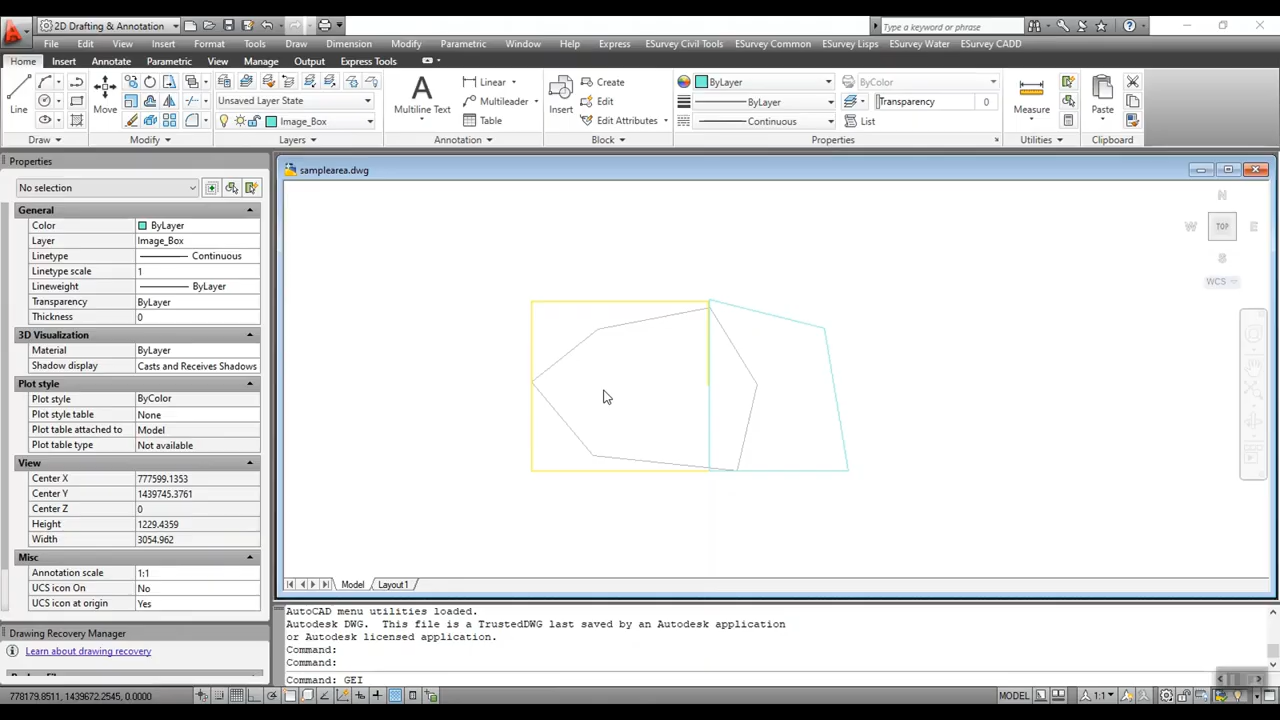 2D Drafting & Annotation
Type a keyword or phrase
File Edit View Insert Format Tools Draw Dimension Modify Parametric Window Help Express ESurvey Civil Tools ESurvey Common ESurvey Lisps ESurvey Water ESurvey CADD
Home Insert Annotate Parametric View Manage Output Express Tools
Linear Create ByLayer ByColor
Unsaved Layer State Multileader Edit ByLayer Transparency 0
Line Move Multiline Text Insert Measure Paste
Image_Box Table Edit Attributes Continuous List
Draw Modify Layers Annotation Block Properties Utilities Clipboard
Properties
No selection
General
Color ByLayer
Layer Image_Box
Linetype Continuous
Linetype scale 1
Lineweight ByLayer
Transparency ByLayer
Thickness 0
3D Visualization
Material ByLayer
Shadow display Casts and Receives Shadows
Plot style
Plot style ByColor
Plot style table None
Plot table attached to Model
Plot table type Not available
View
Center X 777599.1353
Center Y 1439745.3761
Center Z 0
Height 1229.4359
Width 3054.962
Misc
Annotation scale 1:1
UCS icon On No
UCS icon at origin Yes
Drawing Recovery Manager
Learn about drawing recovery
samplearea.dwg
N
W TOP E
S
WCS
Model Layout1
AutoCAD menu utilities loaded.
Autodesk DWG. This file is a TrustedDWG last saved by an Autodesk application
or Autodesk licensed application.
Command:
Command:
Command: GEI
778179.8511, 1439672.2545, 0.0000 MODEL 1:1